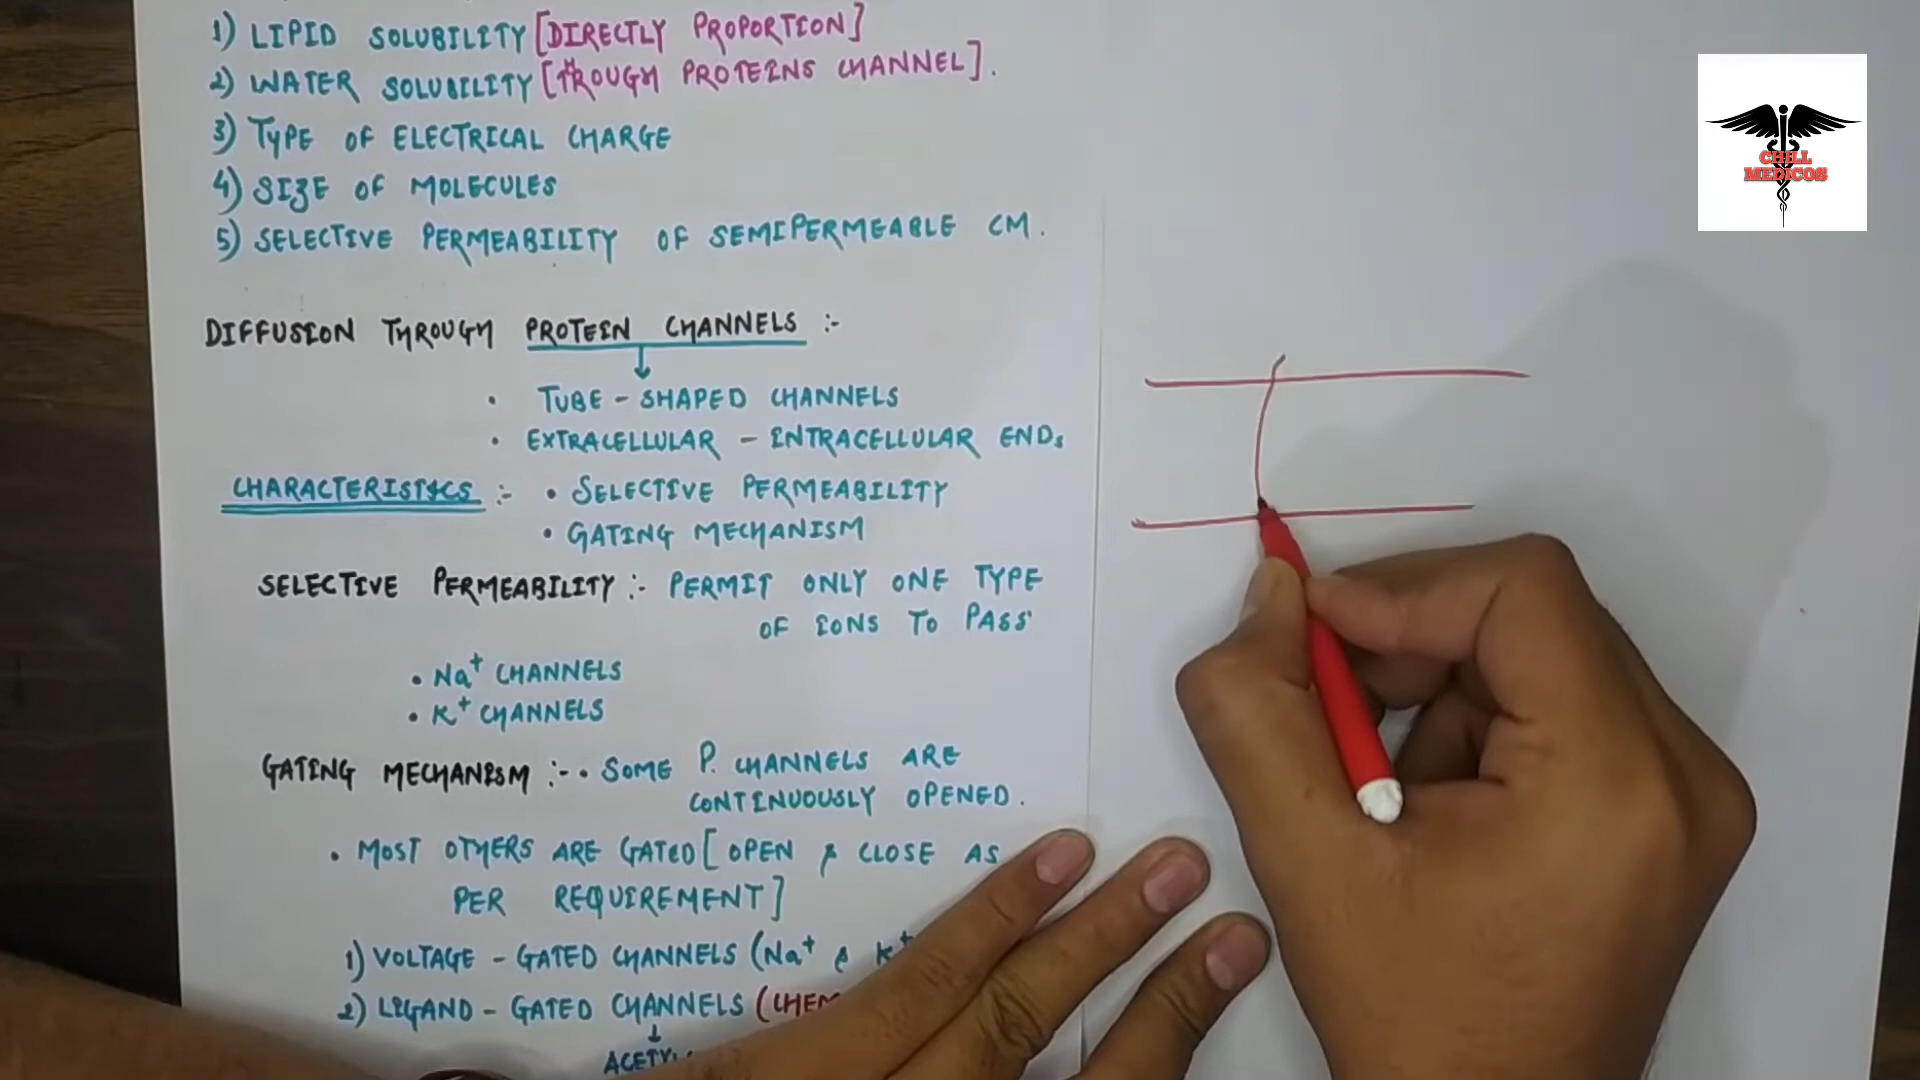 1) LIPID SOLUBILITY [DIRECTLY PROPORTION]
2) WATER SOLUBILITY [THROUGH PROTEINS CHANNEL].
3) TYPE OF ELECTRICAL CHARGE
4) SIZE OF MOLECULES
5) SELECTIVE PERMEABILITY OF SEMIPERMEABLE CM.
DIFFUSION THROUGH PROTEIN CHANNELS :-
• TUBE - SHAPED CHANNELS
• EXTRACELLULAR - INTRACELLULAR ENDs
CHARACTERISTICS :- • SELECTIVE PERMEABILITY
• GATING MECHANISM
SELECTIVE PERMEABILITY :- PERMIT ONLY ONE TYPE
OF IONS TO PASS
• Na⁺ CHANNELS
• K⁺ CHANNELS
GATING MECHANISM :- • SOME P. CHANNELS ARE
CONTINUOUSLY OPENED.
• MOST OTHERS ARE GATED [OPEN & CLOSE AS
PER REQUIREMENT]
1) VOLTAGE - GATED CHANNELS (Na⁺ & K⁺
2) LIGAND - GATED CHANNELS (CHEM
CHILL
MEDICOS